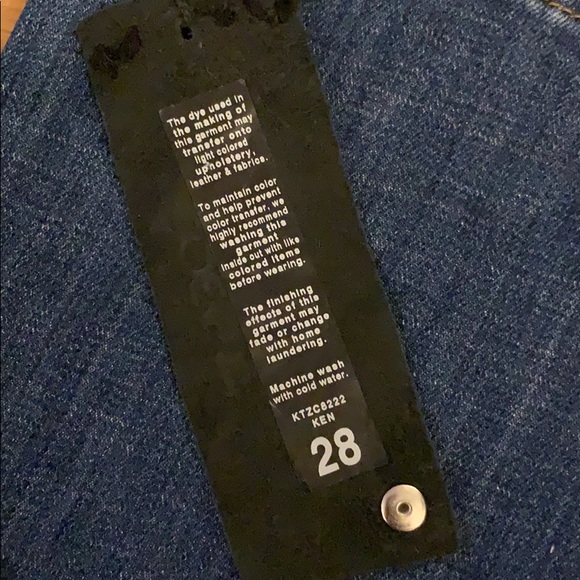 The dye used in
the making of
this garment may
transfer onto
light colored
upholstery,
leather & fabrics.
To maintain color
and help prevent
color transfer, we
highly recommend
washing this
garment
inside out with like
colored items
before wearing.
The finishing
effects of this
garment may
fade or change
with home
laundering.
Machine wash
with cold water.
KTZC8222
KEN
28